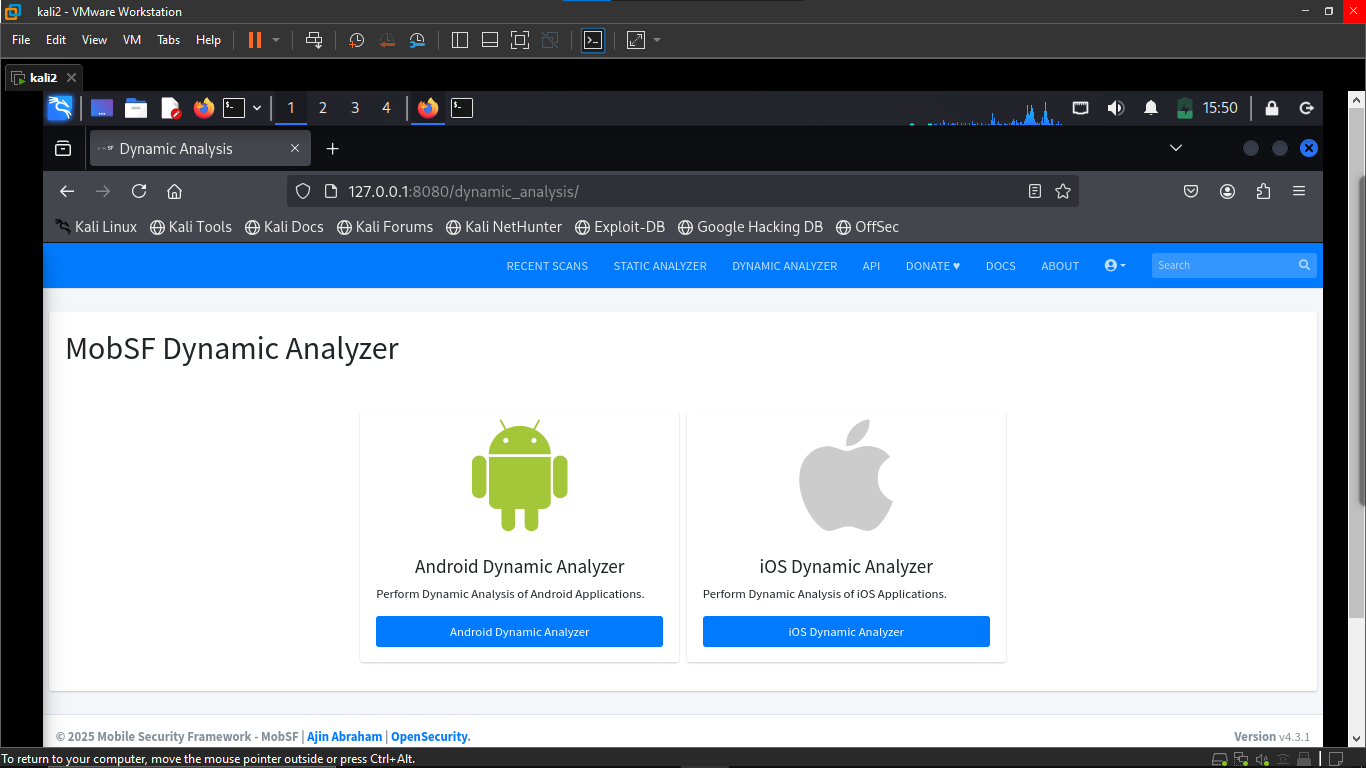 kali2 - VMware Workstation
File Edit View VM Tabs Help
kali2
1 2 3 4 15:50
Dynamic Analysis
127.0.0.1:8080/dynamic_analysis/
Kali Linux Kali Tools Kali Docs Kali Forums Kali NetHunter Exploit-DB Google Hacking DB OffSec
RECENT SCANS STATIC ANALYZER DYNAMIC ANALYZER API DONATE ♥ DOCS ABOUT Search
MobSF Dynamic Analyzer
Android Dynamic Analyzer iOS Dynamic Analyzer
Perform Dynamic Analysis of Android Applications. Perform Dynamic Analysis of iOS Applications.
Android Dynamic Analyzer iOS Dynamic Analyzer
© 2025 Mobile Security Framework - MobSF | Ajin Abraham | OpenSecurity. Version v4.3.1
To return to your computer, move the mouse pointer outside or press Ctrl+Alt.